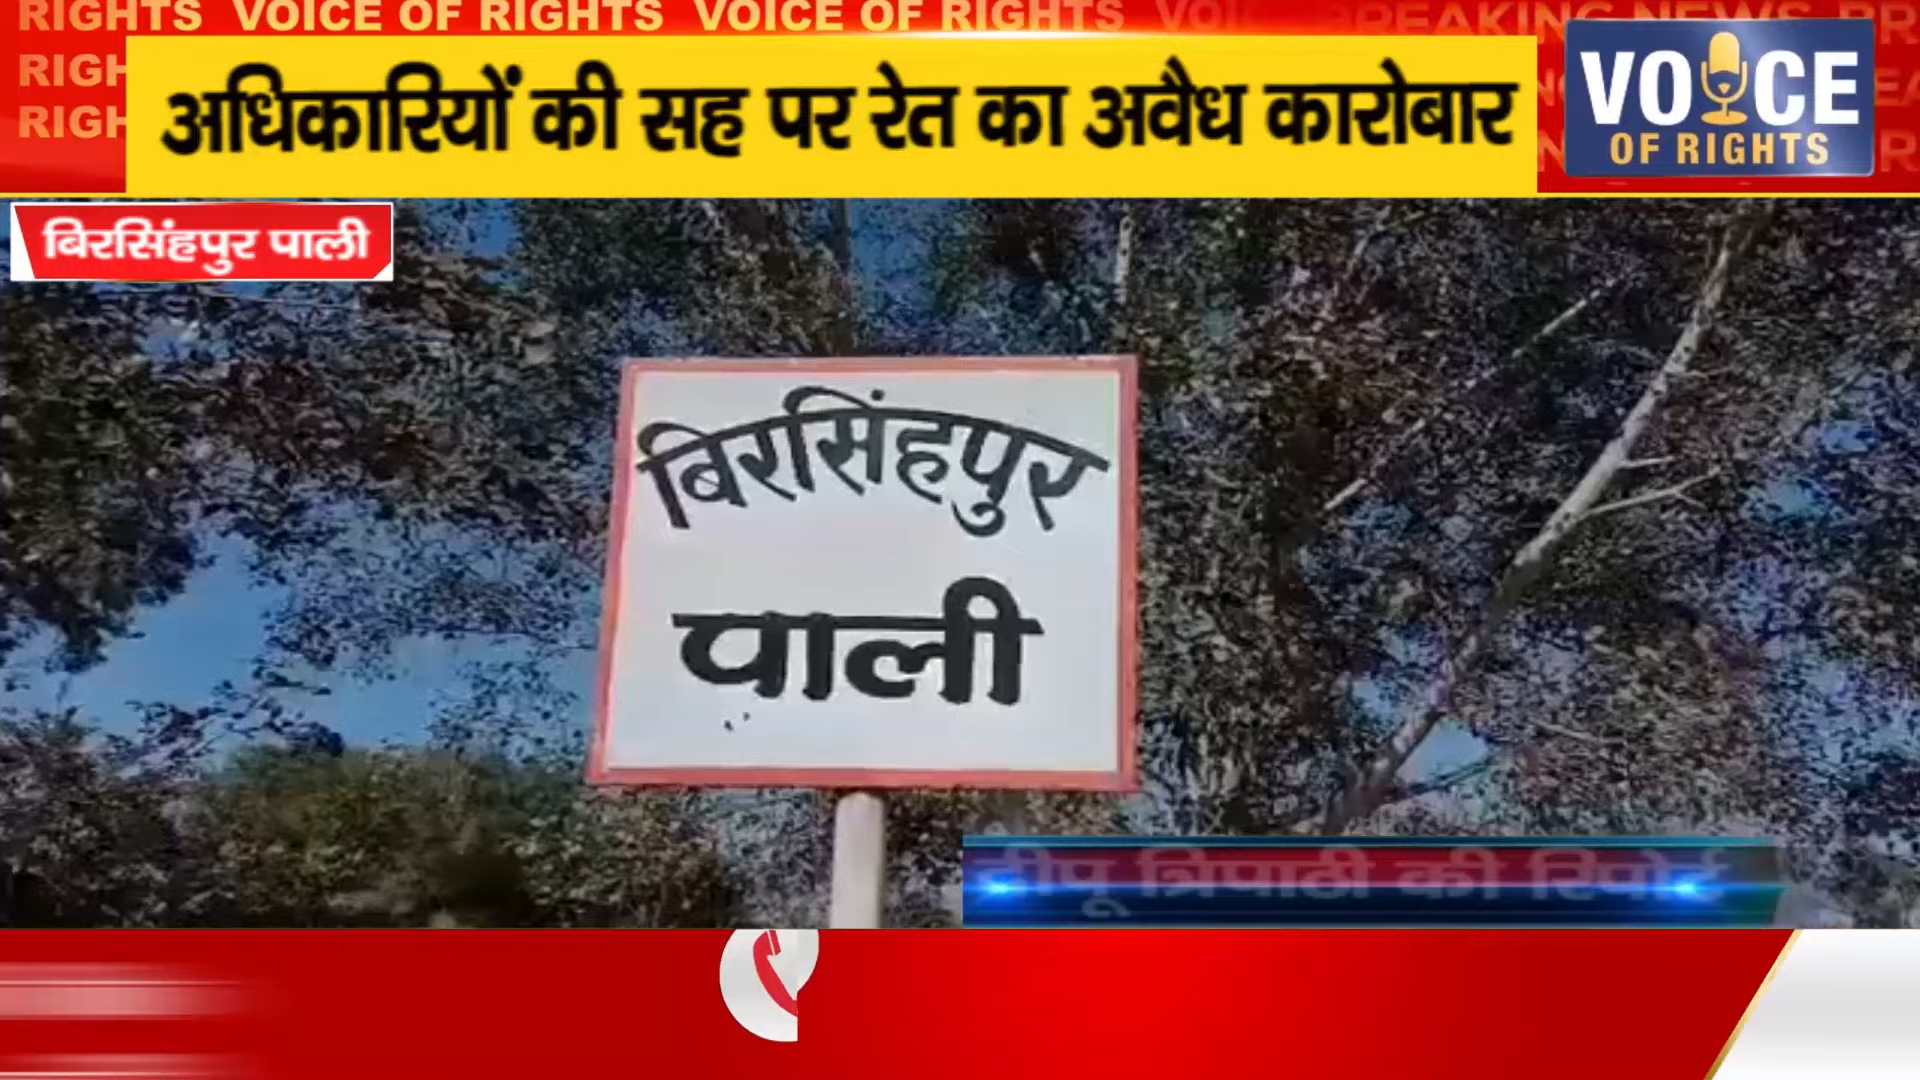 RIGHTS VOICE OF RIGHTS VOICE OF RIGHTS
अधिकारियों की सह पर रेत का अवैध कारोबार
VOICE
OF RIGHTS
बिरसिंहपुर पाली
बिरसिंहपुर
पाली
दीपू त्रिपाठी की रिपोर्ट